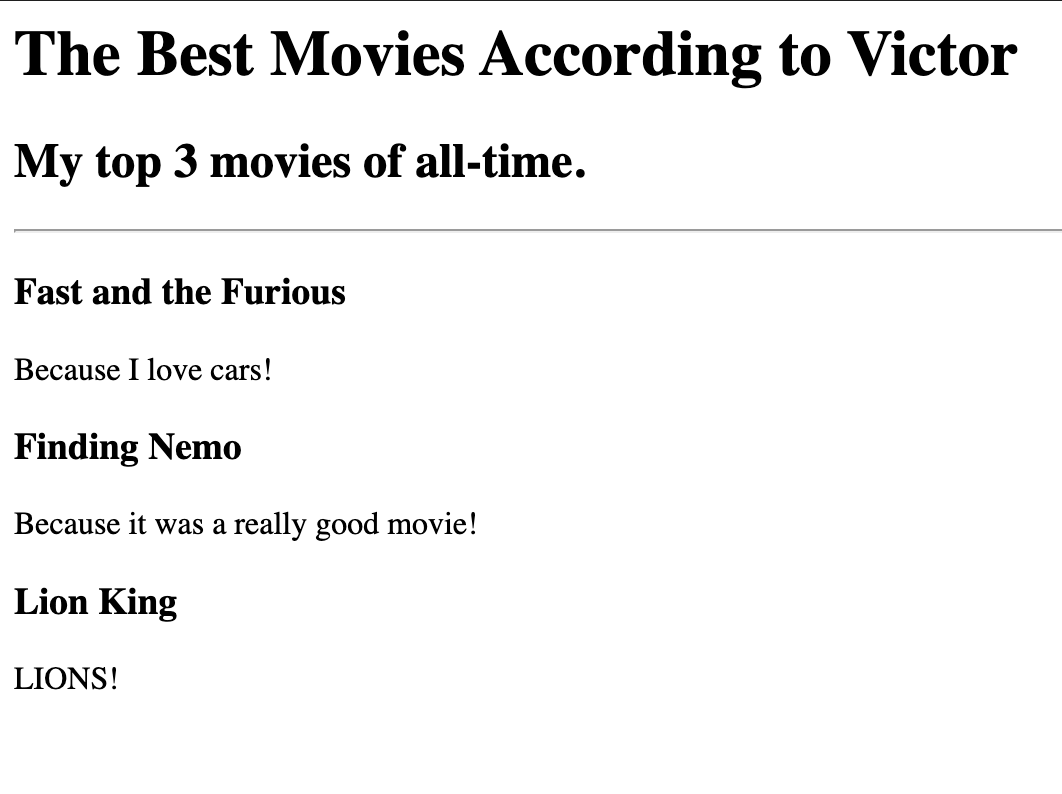 The Best Movies According to Victor
My top 3 movies of all-time.
Fast and the Furious
Because I love cars!
Finding Nemo
Because it was a really good movie!
Lion King
LIONS!